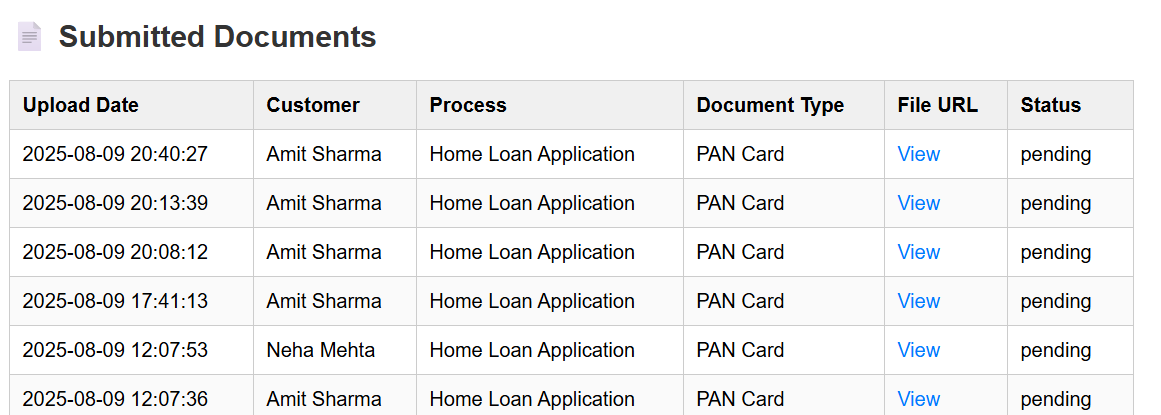 Submitted Documents
Upload Date Customer Process Document Type File URL Status
2025-08-09 20:40:27 Amit Sharma Home Loan Application PAN Card View pending
2025-08-09 20:13:39 Amit Sharma Home Loan Application PAN Card View pending
2025-08-09 20:08:12 Amit Sharma Home Loan Application PAN Card View pending
2025-08-09 17:41:13 Amit Sharma Home Loan Application PAN Card View pending
2025-08-09 12:07:53 Neha Mehta Home Loan Application PAN Card View pending
2025-08-09 12:07:36 Amit Sharma Home Loan Application PAN Card View pending